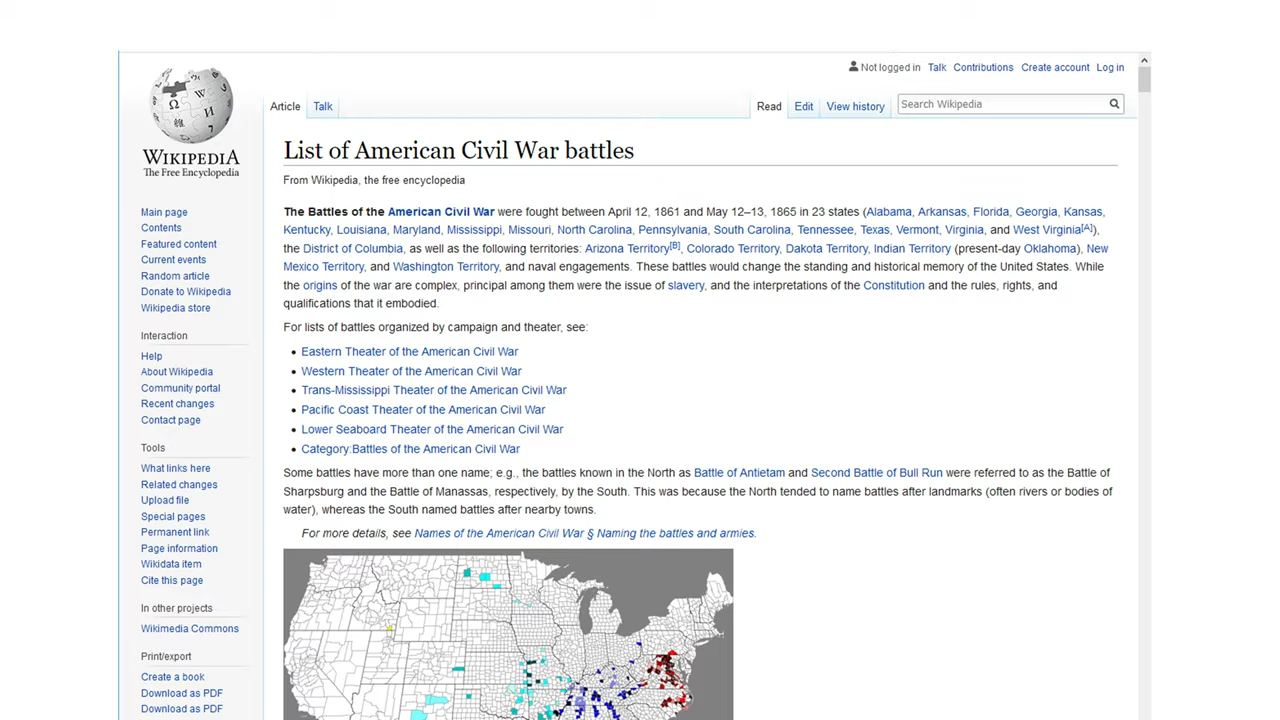 Not logged in Talk Contributions Create account Log in
Article Talk Read Edit View history Search Wikipedia
WIKIPEDIA
The Free Encyclopedia
Main page
Contents
Featured content
Current events
Random article
Donate to Wikipedia
Wikipedia store
Interaction
Help
About Wikipedia
Community portal
Recent changes
Contact page
Tools
What links here
Related changes
Upload file
Special pages
Permanent link
Page information
Wikidata item
Cite this page
In other projects
Wikimedia Commons
Print/export
Create a book
Download as PDF
Download as PDF
List of American Civil War battles
From Wikipedia, the free encyclopedia
The Battles of the American Civil War were fought between April 12, 1861 and May 12–13, 1865 in 23 states (Alabama, Arkansas, Florida, Georgia, Kansas,
Kentucky, Louisiana, Maryland, Mississippi, Missouri, North Carolina, Pennsylvania, South Carolina, Tennessee, Texas, Vermont, Virginia, and West Virginia[A]),
the District of Columbia, as well as the following territories: Arizona Territory[B], Colorado Territory, Dakota Territory, Indian Territory (present-day Oklahoma), New
Mexico Territory, and Washington Territory, and naval engagements. These battles would change the standing and historical memory of the United States. While
the origins of the war are complex, principal among them were the issue of slavery, and the interpretations of the Constitution and the rules, rights, and
qualifications that it embodied.
For lists of battles organized by campaign and theater, see:
• Eastern Theater of the American Civil War
• Western Theater of the American Civil War
• Trans-Mississippi Theater of the American Civil War
• Pacific Coast Theater of the American Civil War
• Lower Seaboard Theater of the American Civil War
• Category:Battles of the American Civil War
Some battles have more than one name; e.g., the battles known in the North as Battle of Antietam and Second Battle of Bull Run were referred to as the Battle of
Sharpsburg and the Battle of Manassas, respectively, by the South. This was because the North tended to name battles after landmarks (often rivers or bodies of
water), whereas the South named battles after nearby towns.
For more details, see Names of the American Civil War § Naming the battles and armies.